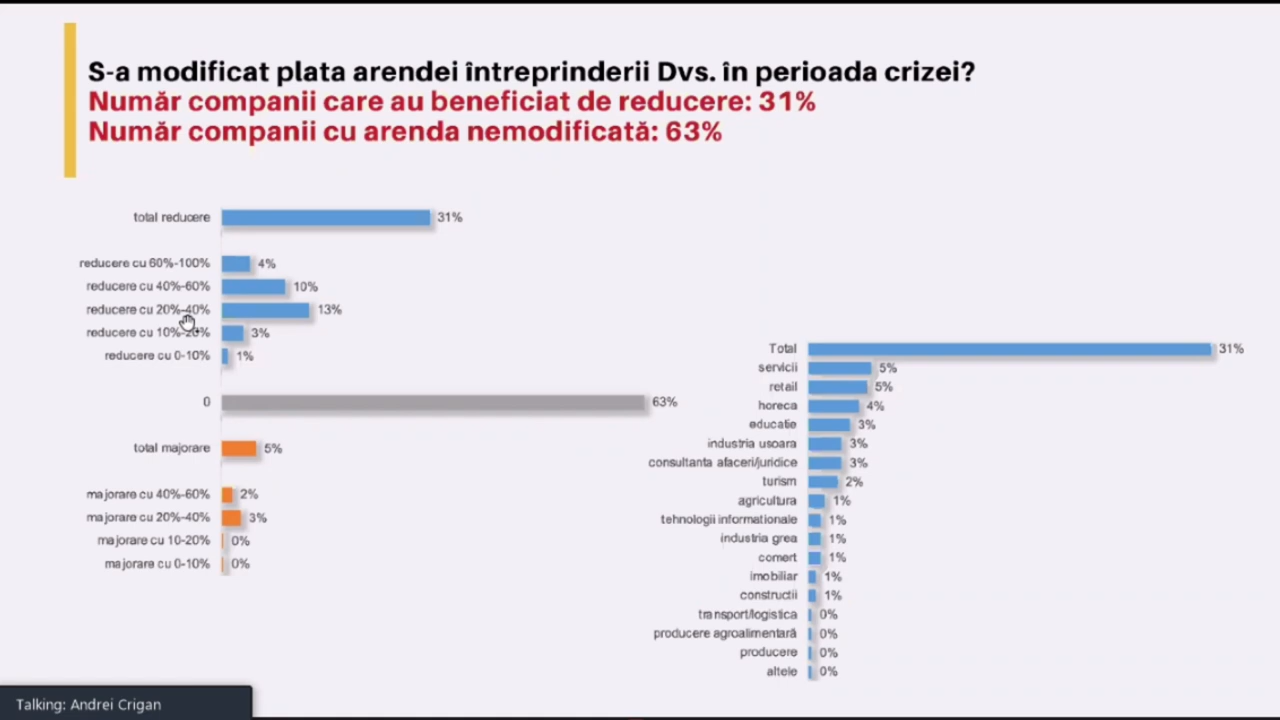 S-a modificat plata arendei întreprinderii Dvs. în perioada crizei?
Număr companii care au beneficiat de reducere: 31%
Număr companii cu arenda nemodificată: 63%
total reducere 31%
reducere cu 60%-100% 4%
reducere cu 40%-60% 10%
reducere cu 20%-40% 13%
reducere cu 10%-20% 3%
reducere cu 0-10% 1%
0 63%
total majorare 5%
majorare cu 40%-60% 2%
majorare cu 20%-40% 3%
majorare cu 10-20% 0%
majorare cu 0-10% 0%
Total 31%
servicii 5%
retail 5%
horeca 4%
educatie 3%
industria usoara 3%
consultanta afaceri/juridice 3%
turism 2%
agricultura 1%
tehnologii informationale 1%
industria grea 1%
comert 1%
imobiliar 1%
constructii 1%
transport/logistica 0%
producere agroalimentară 0%
producere 0%
altele 0%
Talking: Andrei Crigan